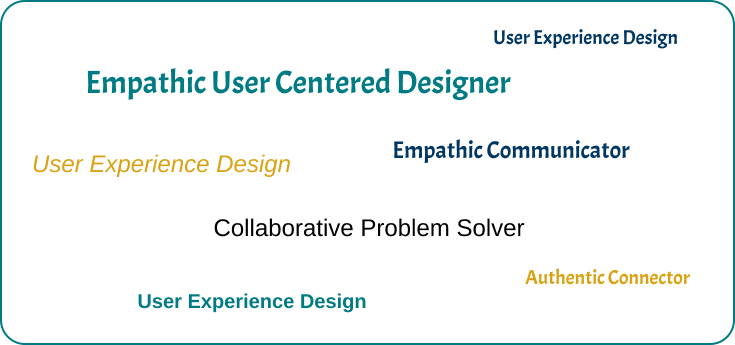 User Experience Design
Empathic User Centered Designer
Empathic Communicator
User Experience Design
Collaborative Problem Solver
Authentic Connector
User Experience Design